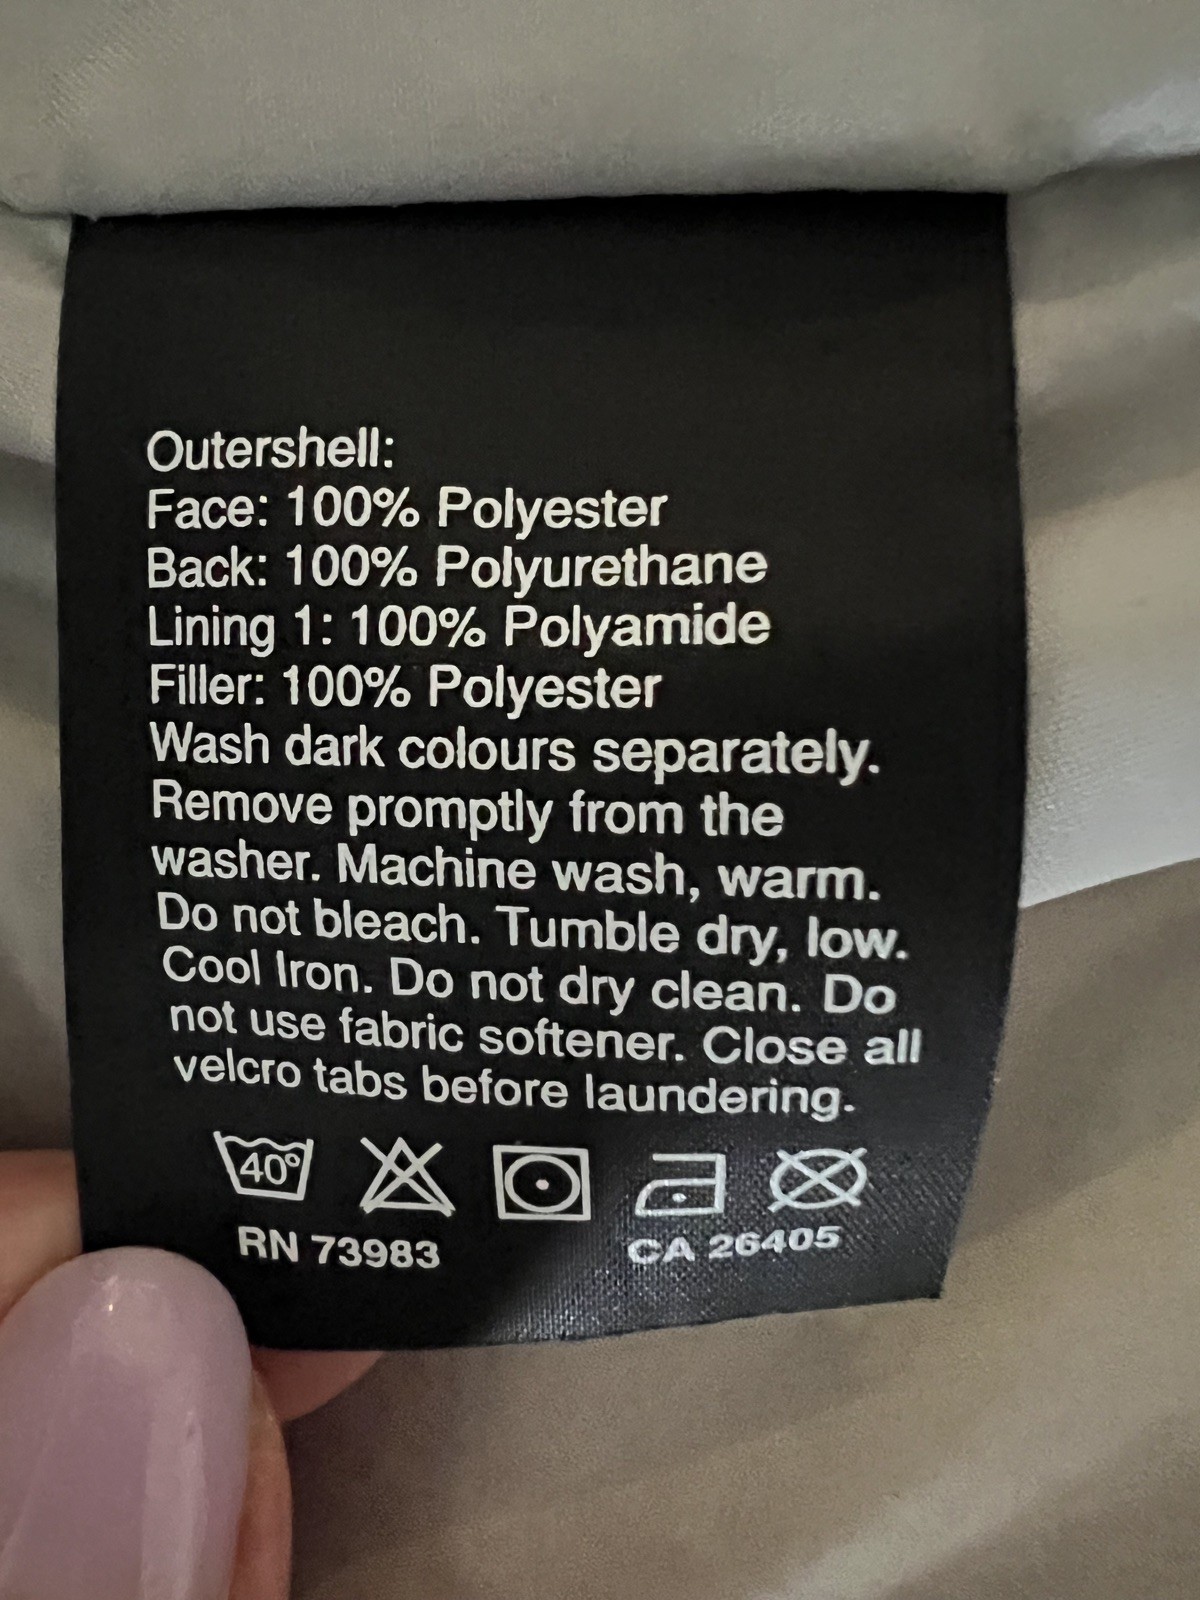 Outershell:
Face: 100% Polyester
Back: 100% Polyurethane
Lining 1: 100% Polyamide
Filler: 100% Polyester
Wash dark colours separately.
Remove promptly from the
washer. Machine wash, warm.
Do not bleach. Tumble dry, low.
Cool Iron. Do not dry clean. Do
not use fabric softener. Close all
velcro tabs before laundering.
40°
RN 73983 CA 26405